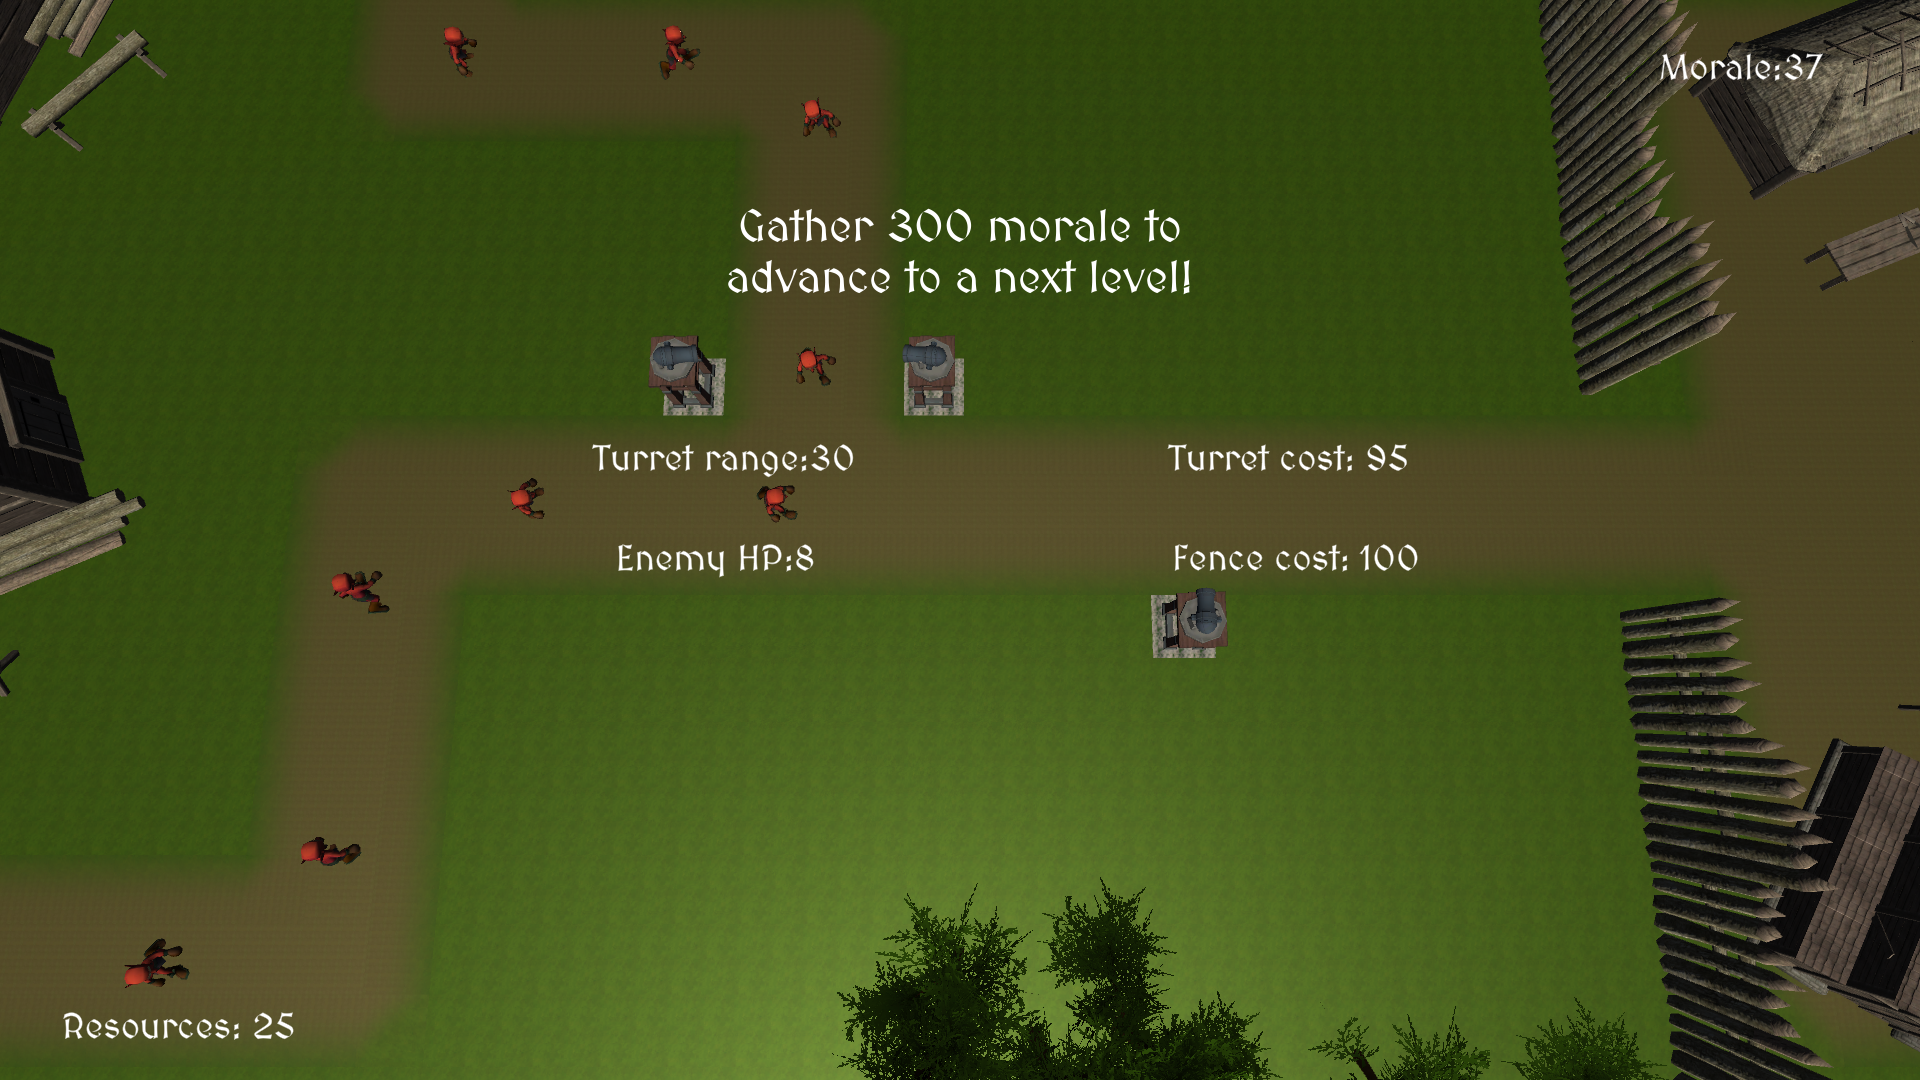 Morale:37
Gather 300 morale to
advance to a next level!
Turret range:30
Turret cost: 95
Enemy HP:8
Fence cost: 100
Resources: 25